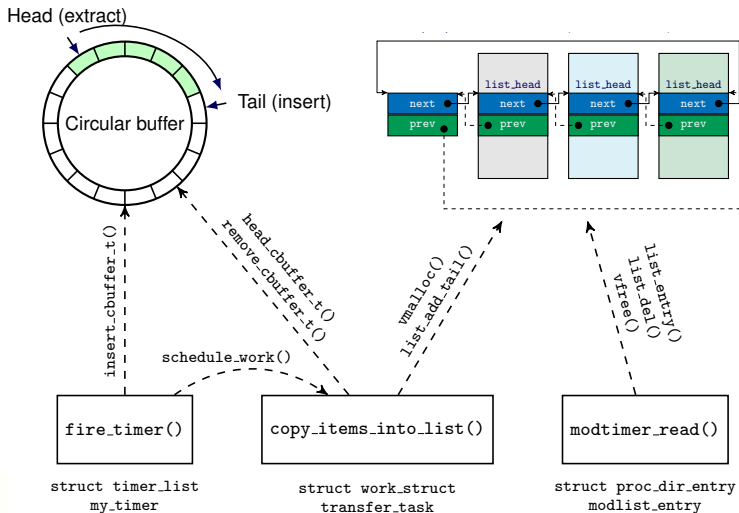 Head (extract)
Tail (insert)
Circular buffer
list_head
list_head
list_head
next
next
next
next
prev
prev
prev
prev
insert_cbuffer_t()
head_cbuffer_t()
remove_cbuffer_t()
vmalloc()
list_add_tail()
list_entry()
list_del()
vfree()
schedule_work()
fire_timer()
copy_items_into_list()
modtimer_read()
struct timer_list
my_timer
struct work_struct
transfer_task
struct proc_dir_entry
modlist_entry